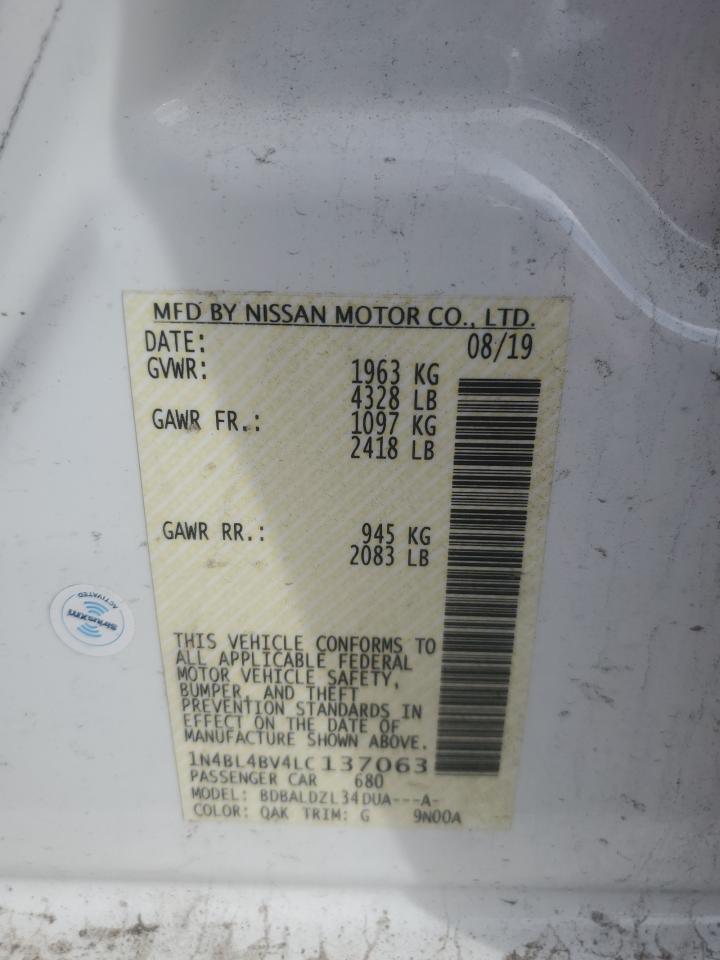 MFD BY NISSAN MOTOR CO., LTD.
DATE: 08/19
GVWR: 1963 KG
4328 LB
GAWR FR.: 1097 KG
2418 LB
GAWR RR.: 945 KG
2083 LB
ACTIVATED
siriusxm
THIS VEHICLE CONFORMS TO
ALL APPLICABLE FEDERAL
MOTOR VEHICLE SAFETY,
BUMPER, AND THEFT
PREVENTION STANDARDS IN
EFFECT ON THE DATE OF
MANUFACTURE SHOWN ABOVE.
1N4BL4BV4LC137063
PASSENGER CAR 680
MODEL: BDBALDZL34DUA---A-
COLOR: QAK TRIM: G 9N00A